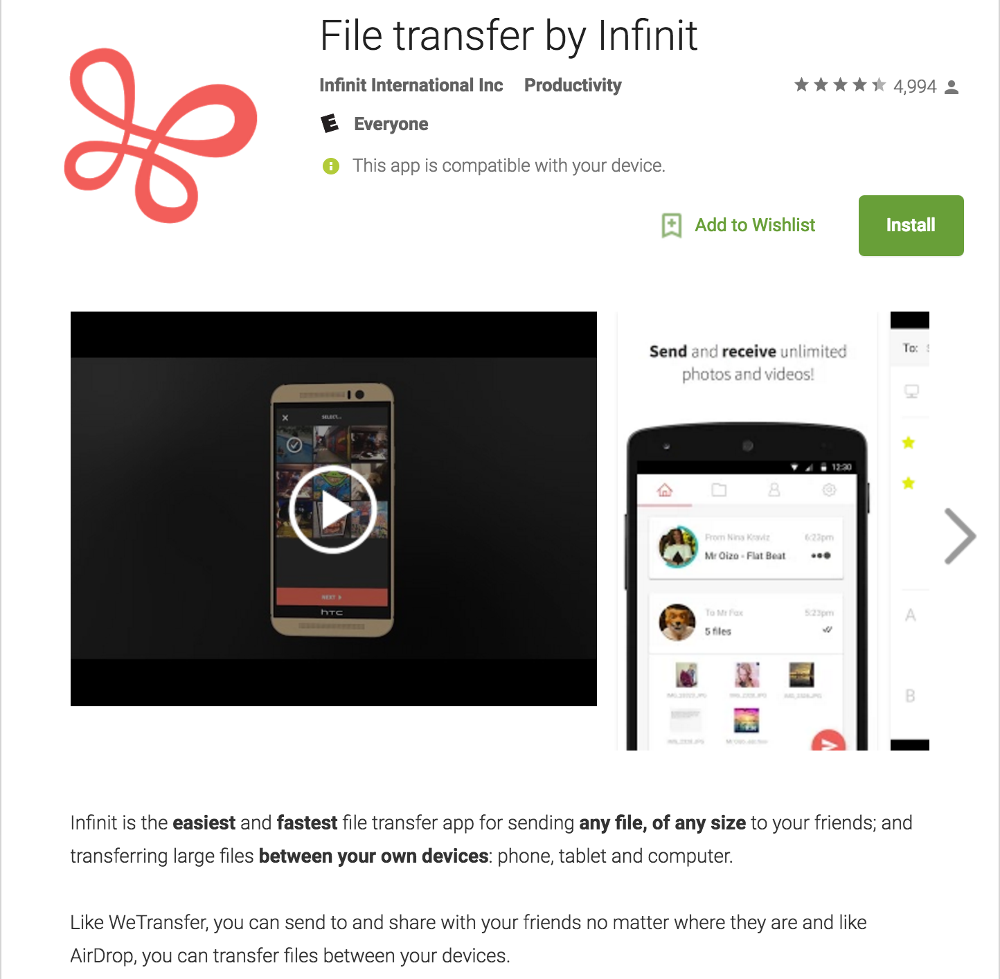 File transfer by Infinit
Infinit International Inc Productivity
4,994
E Everyone
This app is compatible with your device.
Add to Wishlist
Install
SELECT...
NEXT
hTC
Send and receive unlimited
photos and videos!
12:30
From Nina Kraviz 6:23pm
Mr Oizo - Flat Beat
To Mr Fox 5:23pm
5 files
To:
A
B
Infinit is the easiest and fastest file transfer app for sending any file, of any size to your friends; and
transferring large files between your own devices: phone, tablet and computer.
Like WeTransfer, you can send to and share with your friends no matter where they are and like
AirDrop, you can transfer files between your devices.